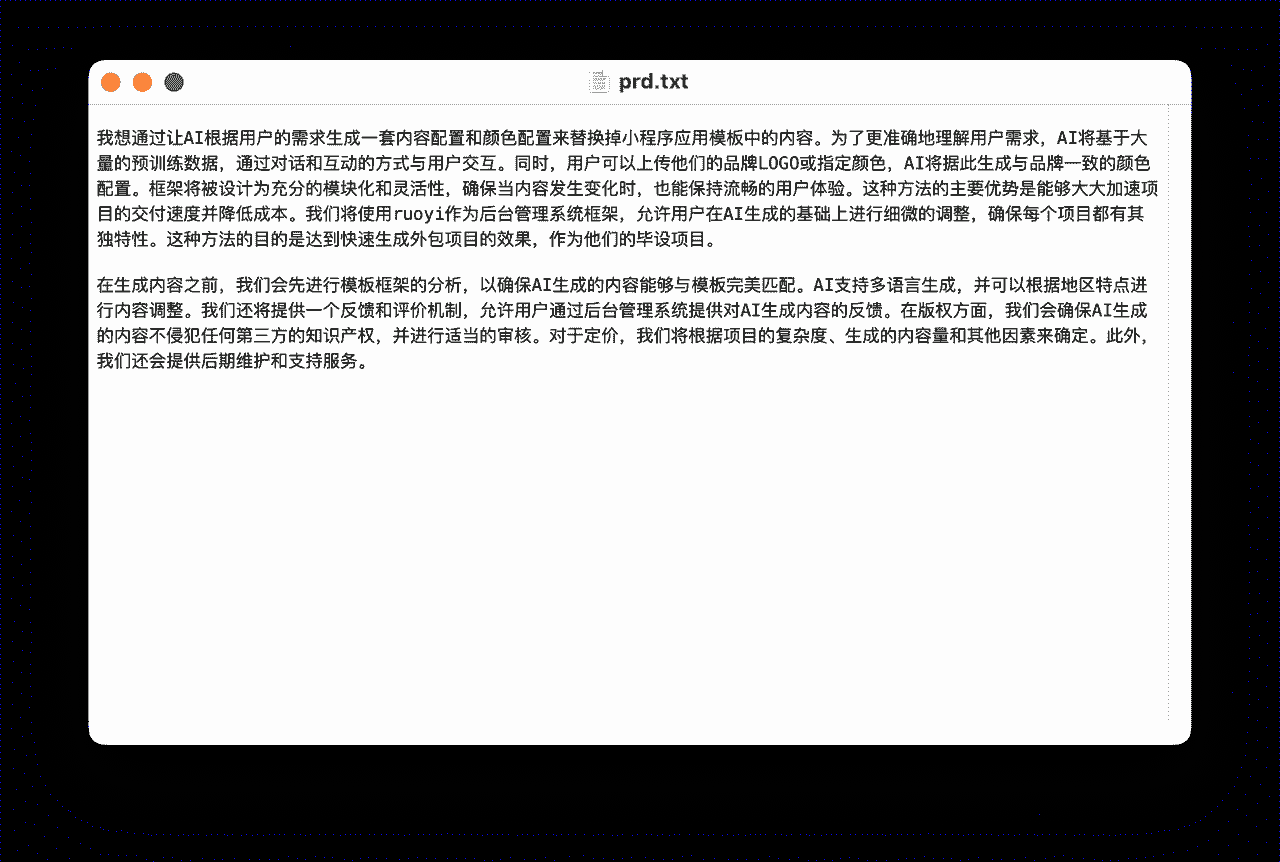 prd.txt
我想通过让AI根据用户的需求生成一套内容配置和颜色配置来替换掉小程序应用模板中的内容。为了更准确地理解用户需求，AI将基于大
量的预训练数据，通过对话和互动的方式与用户交互。同时，用户可以上传他们的品牌LOGO或指定颜色，AI将据此生成与品牌一致的颜色
配置。框架将被设计为充分的模块化和灵活性，确保当内容发生变化时，也能保持流畅的用户体验。这种方法的主要优势是能够大大加速项
目的交付速度并降低成本。我们将使用ruoyi作为后台管理系统框架，允许用户在AI生成的基础上进行细微的调整，确保每个项目都有其
独特性。这种方法的目的是达到快速生成外包项目的效果，作为他们的毕设项目。
在生成内容之前，我们会先进行模板框架的分析，以确保AI生成的内容能够与模板完美匹配。AI支持多语言生成，并可以根据地区特点进
行内容调整。我们还将提供一个反馈和评价机制，允许用户通过后台管理系统提供对AI生成内容的反馈。在版权方面，我们会确保AI生成
的内容不侵犯任何第三方的知识产权，并进行适当的审核。对于定价，我们将根据项目的复杂度、生成的内容量和其他因素来确定。此外，
我们还会提供后期维护和支持服务。